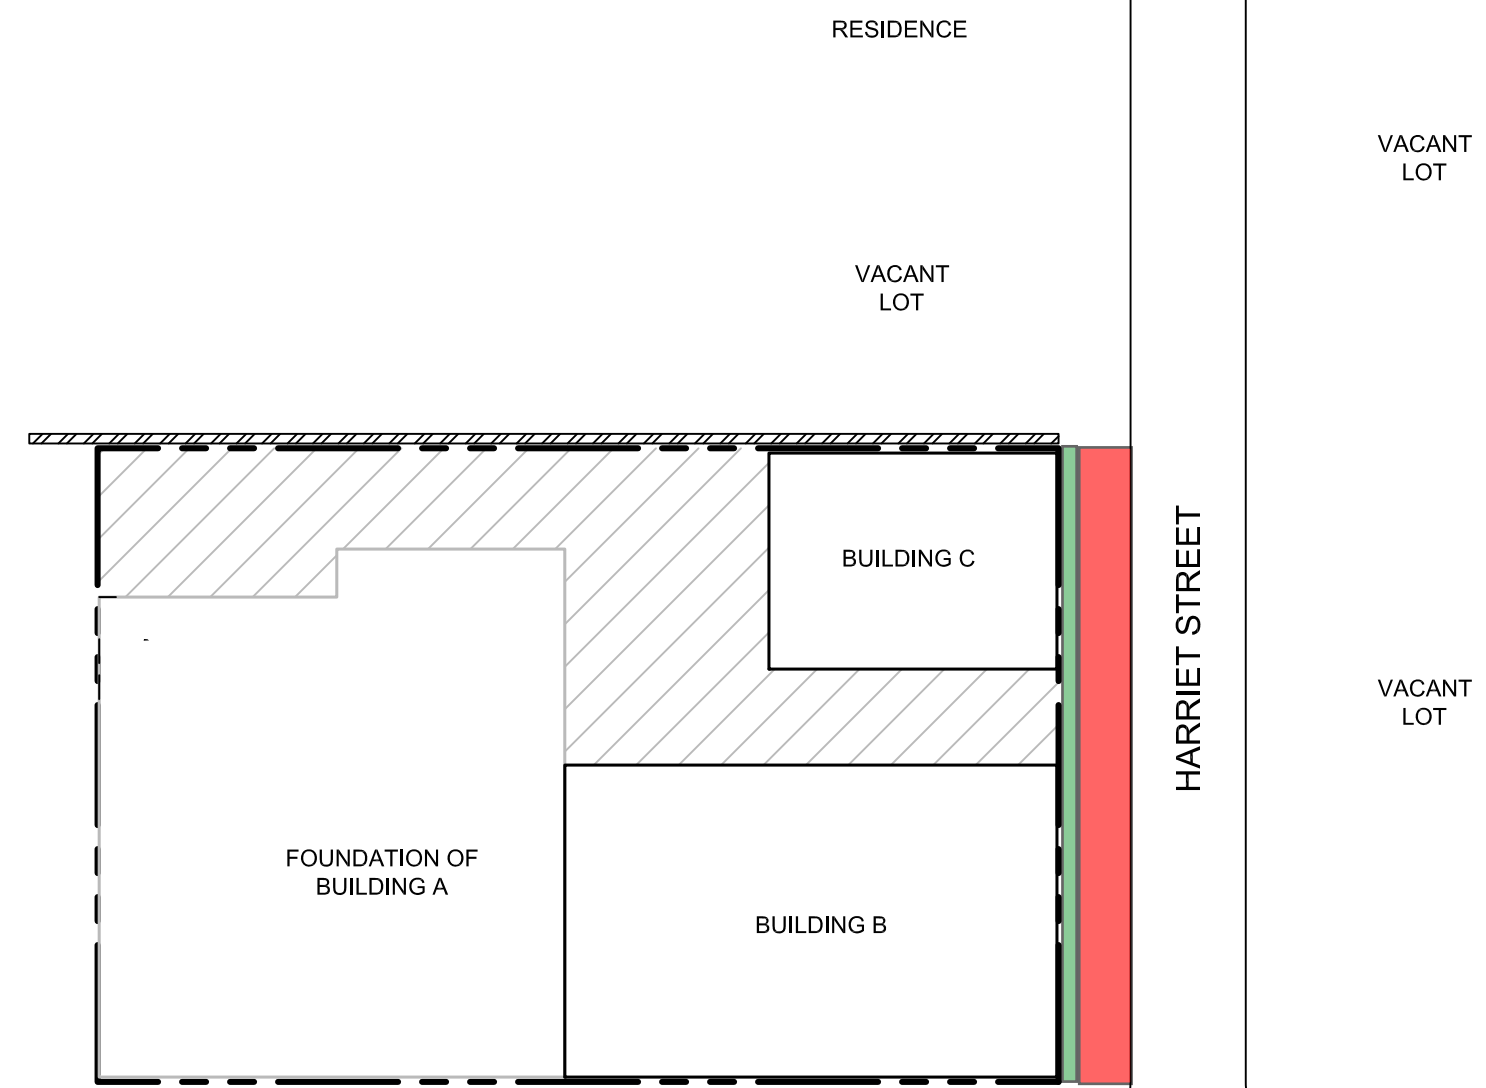 RESIDENCE
VACANT
LOT
VACANT
LOT
BUILDING C
HARRIET STREET
VACANT
LOT
FOUNDATION OF
BUILDING A
BUILDING B